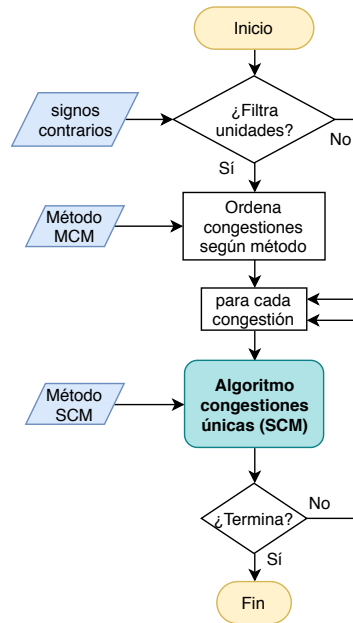 Inicio
signos
contrarios
¿Filtra
unidades?
No
Sí
Método
MCM
Ordena
congestiones
según método
para cada
congestión
Método
SCM
Algoritmo
congestiones
únicas (SCM)
¿Termina?
No
Sí
Fin